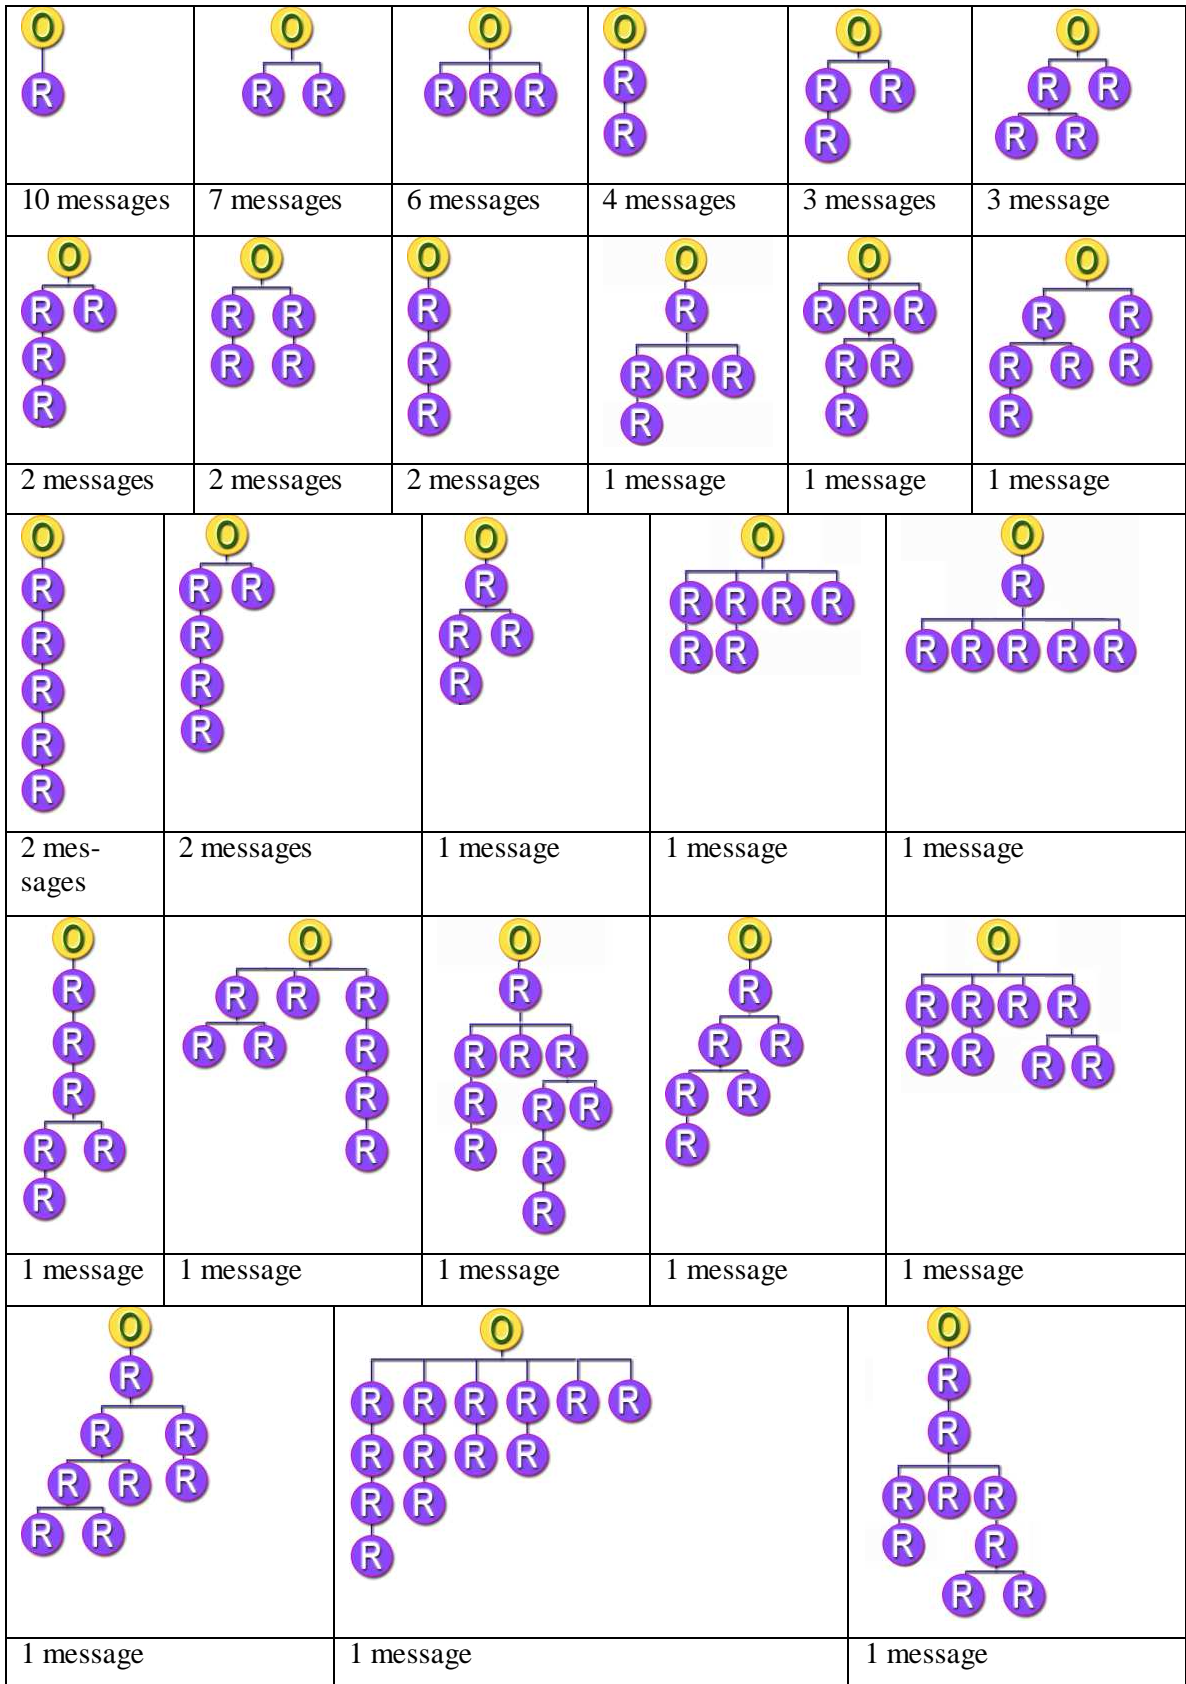 O
R
10 messages
O
R R
7 messages
O
R R R
6 messages
O
R
R
4 messages
O
R R
R
3 messages
O
R R
R R
3 message
O
R R
R
R
2 messages
O
R R
R R
2 messages
O
R
R
R
2 messages
O
R
R R R
R
1 message
O
R R R
R R
R
1 message
O
R R
R R R
R
1 message
O
R
R
R
R
R
2 mes-
sages
O
R R
R
R
R
2 messages
O
R
R R
R
1 message
O
R R R R
R R
1 message
O
R
R R R R R
1 message
O
R
R
R
R R
R
1 message
O
R R R
R R R
R
R
1 message
O
R
R R R
R R R
R R
R
1 message
O
R
R R
R R
R
1 message
O
R R R R
R R R R
1 message
O
R
R R
R R R
R R
1 message
O
R R R R R R
R R R R
R R
R
1 message
O
R
R
R R R
R R
R R
1 message